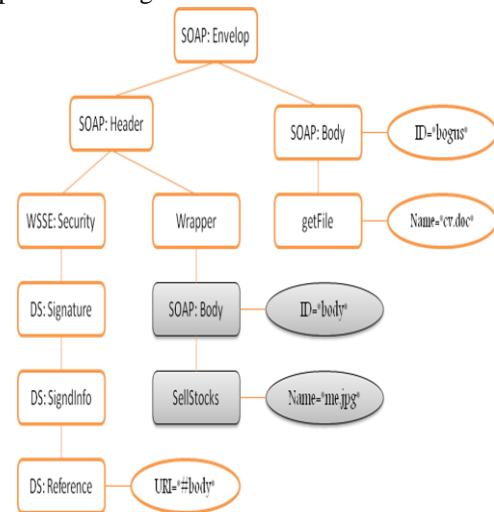 SOAP: Envelop
SOAP: Header
SOAP: Body
ID="bogus"
WSSE: Security
Wrapper
getFile
Name="cv.doc"
DS: Signature
SOAP: Body
ID="body"
DS: SigndInfo
SellStocks
Name="me.jpg"
DS: Reference
URI="#body"